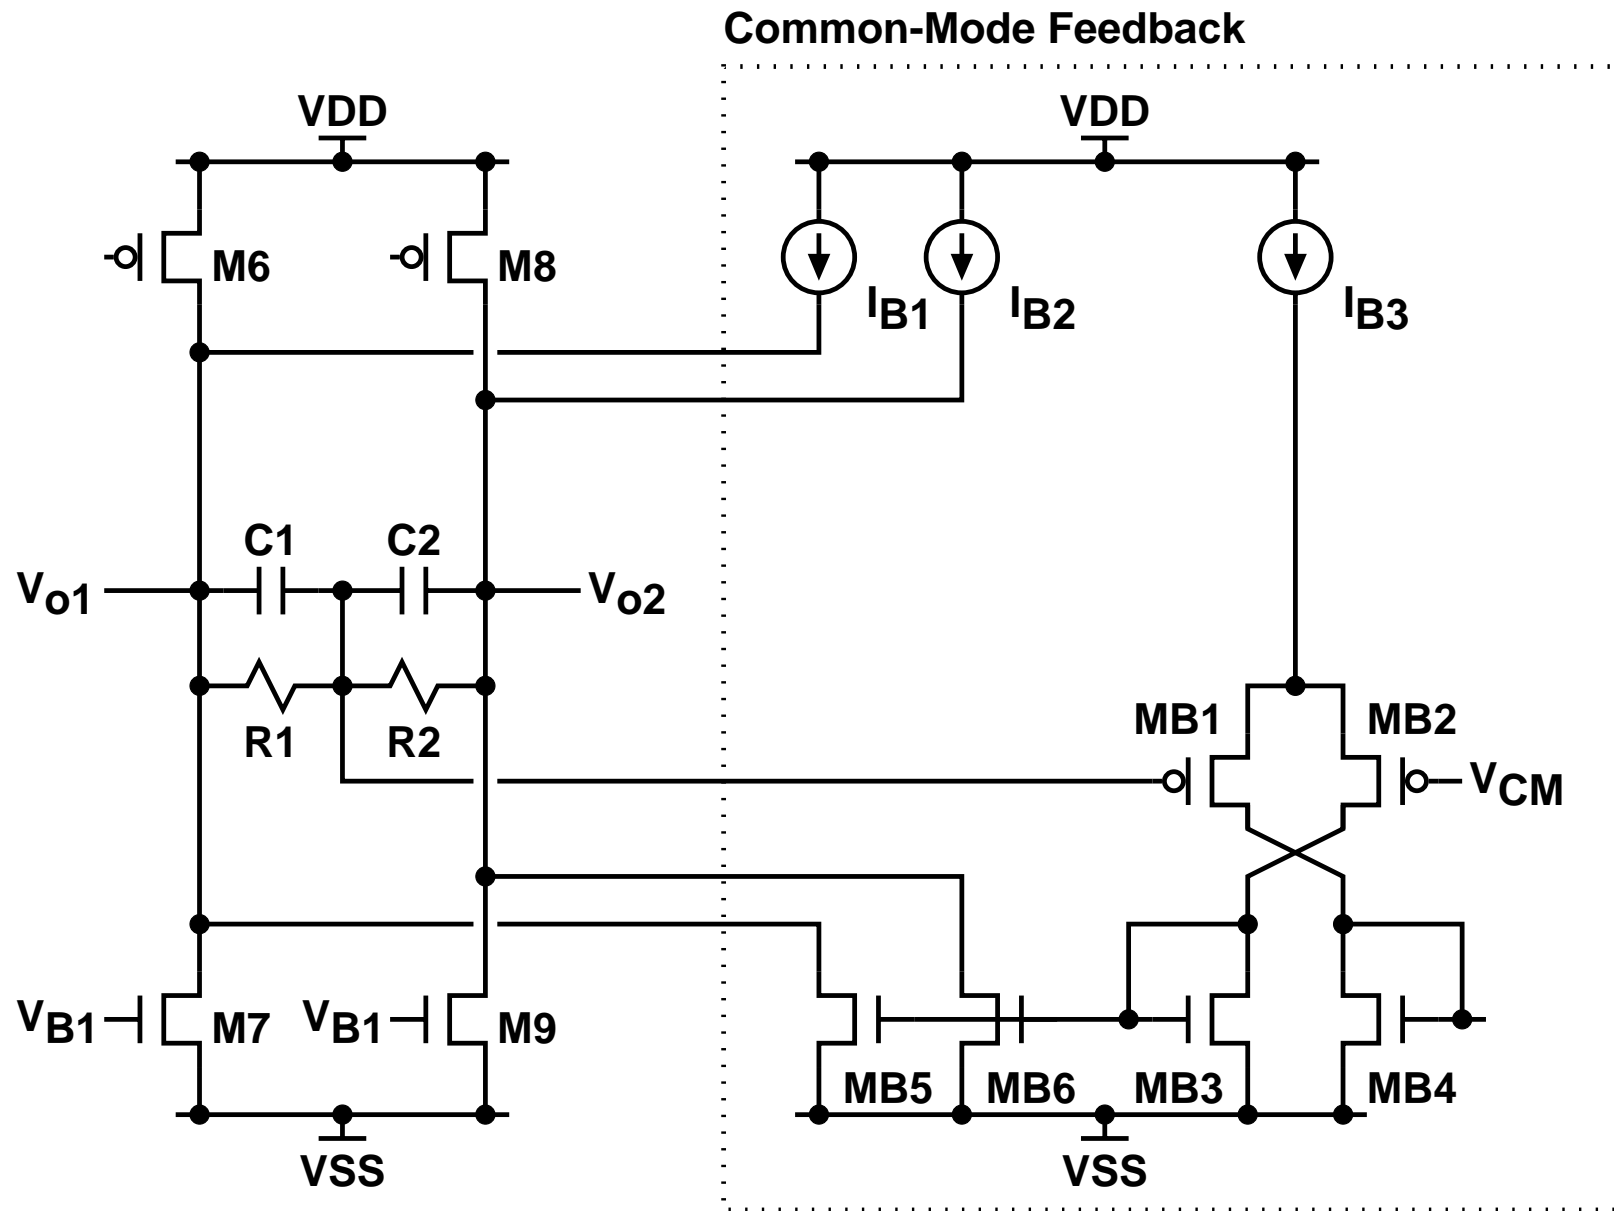 Common-Mode Feedback
VDD
VDD
M6
M8
IB1
IB2
IB3
C1
C2
Vo1
Vo2
R1
R2
MB1
MB2
VCM
VB1
M7
VB1
M9
MB5
MB6
MB3
MB4
VSS
VSS